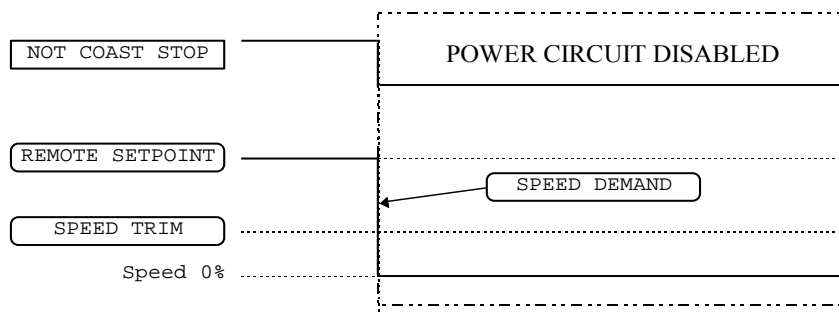 NOT COAST STOP
POWER CIRCUIT DISABLED
REMOTE SETPOINT
SPEED DEMAND
SPEED TRIM
Speed 0%